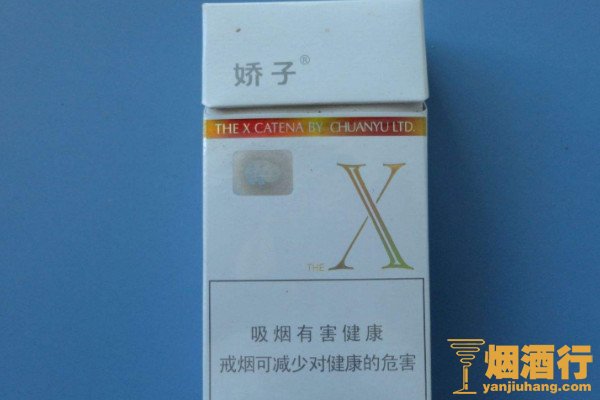 娇子®
THE X CATENA BY CHUANYU LTD.
THE X
吸烟有害健康
戒烟可减少对健康的危害
烟酒行
yanjiuhang.com